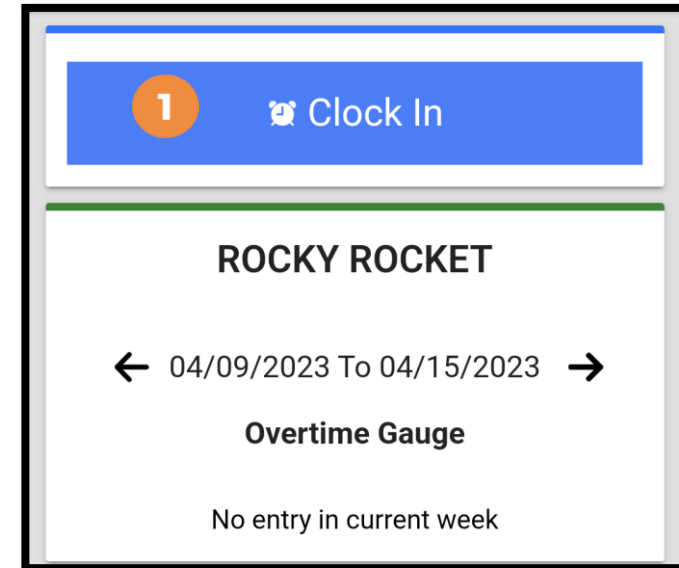 1 Clock In
ROCKY ROCKET
04/09/2023 To 04/15/2023
Overtime Gauge
No entry in current week